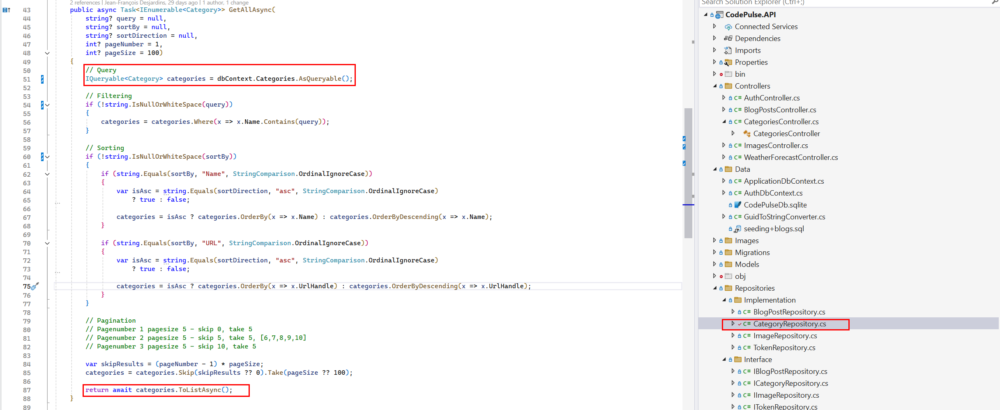 2 references | Jean-François Desjardins, 29 days ago | 1 author, 1 change
43 public async Task<IEnumerable<Category>> GetAllAsync(
44 string? query = null,
45 string? sortBy = null,
46 string? sortDirection = null,
47 int? pageNumber = 1,
48 int? pageSize = 100)
49 {
50 // Query
51 IQueryable<Category> categories = dbContext.Categories.AsQueryable();
52
53 // Filtering
54 if (!string.IsNullOrWhiteSpace(query))
55 {
56 categories = categories.Where(x => x.Name.Contains(query));
57 }
58
59 // Sorting
60 if (!string.IsNullOrWhiteSpace(sortBy))
61 {
62 if (string.Equals(sortBy, "Name", StringComparison.OrdinalIgnoreCase))
63 {
64 var isAsc = string.Equals(sortDirection, "asc", StringComparison.OrdinalIgnoreCase)
65 ? true : false;
66
67 categories = isAsc ? categories.OrderBy(x => x.Name) : categories.OrderByDescending(x => x.Name);
68 }
69
70 if (string.Equals(sortBy, "URL", StringComparison.OrdinalIgnoreCase))
71 {
72 var isAsc = string.Equals(sortDirection, "asc", StringComparison.OrdinalIgnoreCase)
73 ? true : false;
74
75 categories = isAsc ? categories.OrderBy(x => x.UrlHandle) : categories.OrderByDescending(x => x.UrlHandle);
76 }
77 }
78
79 // Pagination
80 // Pagenumber 1 pagesize 5 - skip 0, take 5
81 // Pagenumber 2 pagesize 5 - skip 5, take 5, [6,7,8,9,10]
82 // Pagenumber 3 pagesize 5 - skip 10, take 5
83
84 var skipResults = (pageNumber - 1) * pageSize;
85 categories = categories.Skip(skipResults ?? 0).Take(pageSize ?? 100);
86
87 return await categories.ToListAsync();
88 }
89
Search Solution Explorer (Ctrl+;)
CodePulse.API
Connected Services
Dependencies
Imports
Properties
bin
Controllers
C# AuthController.cs
C# BlogPostsController.cs
C# CategoriesController.cs
CategoriesController
C# ImagesController.cs
C# WeatherForecastController.cs
Data
C# ApplicationDbContext.cs
C# AuthDbContext.cs
CodePulseDb.sqlite
C# GuidToStringConverter.cs
seeding+blogs.sql
Images
Migrations
Models
obj
Repositories
Implementation
C# BlogPostRepository.cs
C# CategoryRepository.cs
C# ImageRepository.cs
C# TokenRepository.cs
Interface
C# IBlogPostRepository.cs
C# ICategoryRepository.cs
C# IImageRepository.cs
C# ITokenRepository.cs